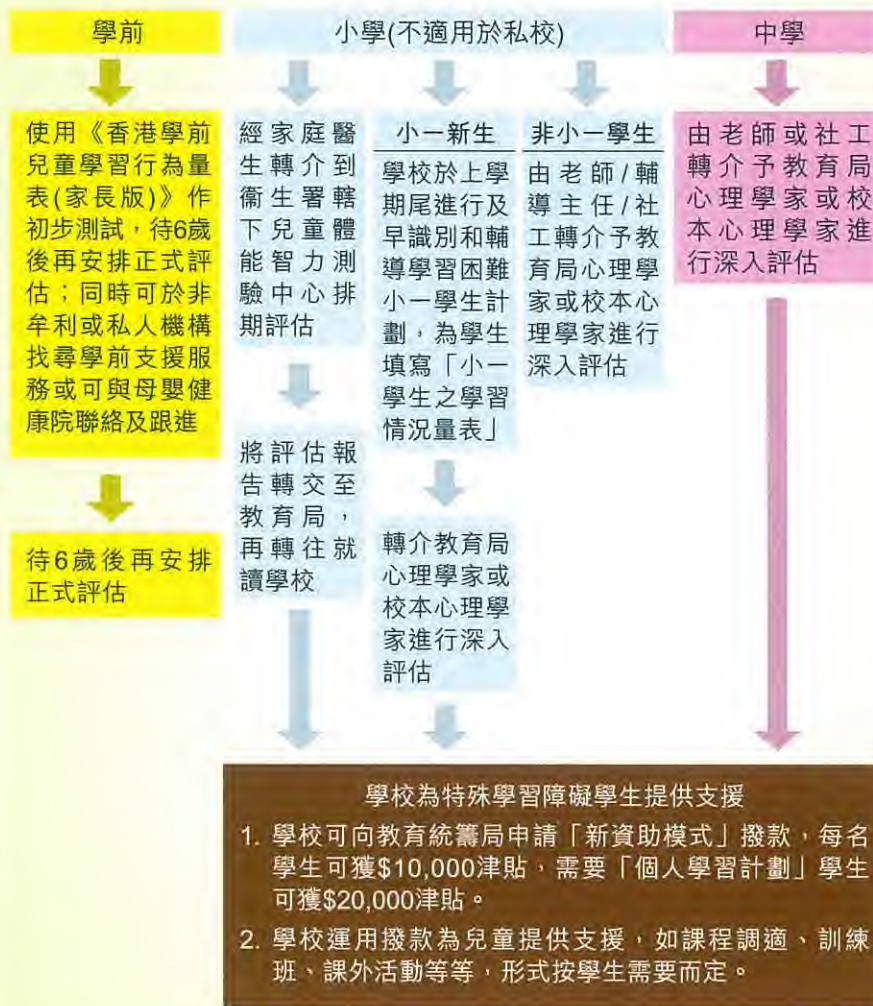 學前
使用《香港學前
兒童學習行為量
表(家長版)》作
初步測試，待6歲
後再安排正式評
估；同時可於非
牟利或私人機構
找尋學前支援服
務或可與母嬰健
康院聯絡及跟進
待6歲後再安排
正式評估
小學(不適用於私校)
經家庭醫
生轉介到
衞生署轄
下兒童體
能智力測
驗中心排
期評估
將評估報
告轉交至
教育局，
再轉往就
讀學校
小一新生
學校於上學
期尾進行及
早識別和輔
導學習困難
小一學生計
劃，為學生
填寫「小一
學生之學習
情況量表」
轉介教育局
心理學家或
校本心理學
家進行深入
評估
非小一學生
由老師/輔
導主任/社
工轉介予教
育局心理學
家或校本心
理學家進行
深入評估
中學
由老師或社工
轉介予教育局
心理學家或校
本心理學家進
行深入評估
學校為特殊學習障礙學生提供支援
1. 學校可向教育統籌局申請「新資助模式」撥款，每名
學生可獲$10,000津貼，需要「個人學習計劃」學生
可獲$20,000津貼。
2. 學校運用撥款為兒童提供支援，如課程調適、訓練
班、課外活動等等，形式按學生需要而定。